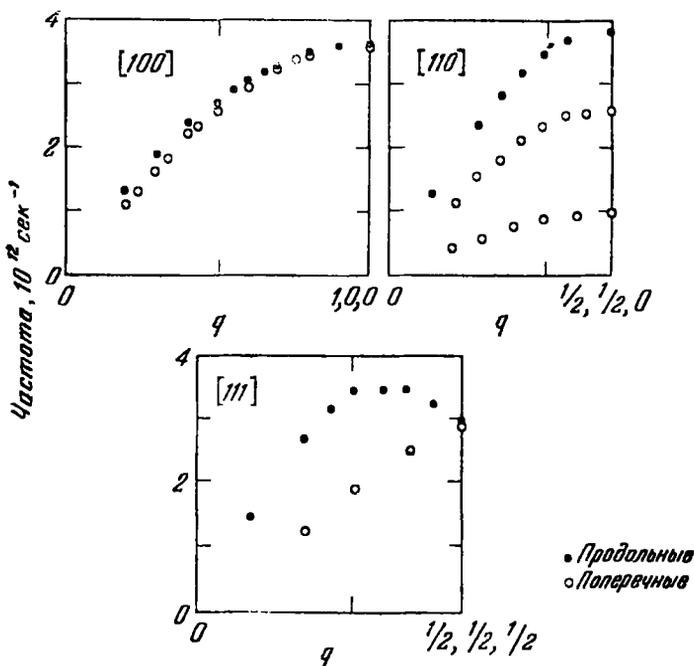 4
[100]
[110]
2
0
0
1,0,0
0
1/2, 1/2, 0
q
q
Частота, 10¹² сек⁻¹
4
[111]
2
0
0
1/2, 1/2, 1/2
q
• Продольные
○ Поперечные